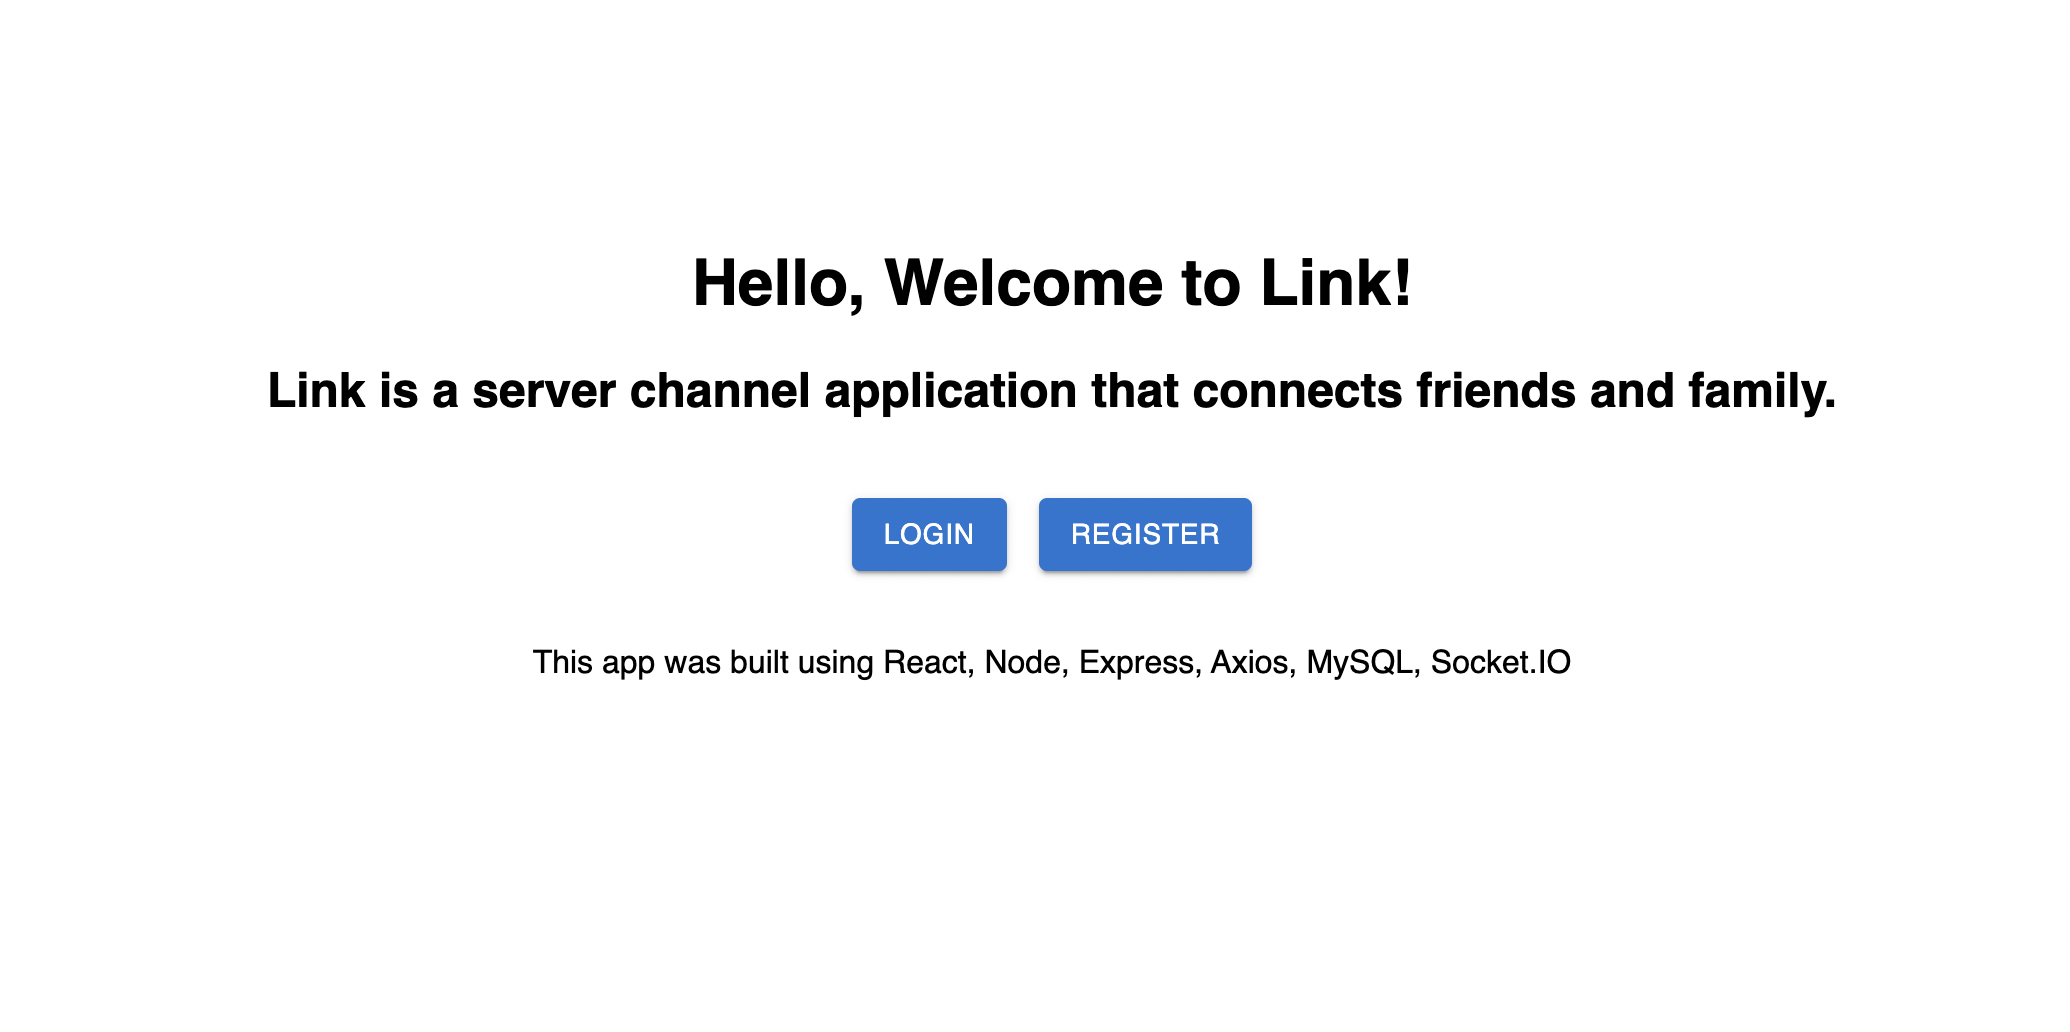 Hello, Welcome to Link!
Link is a server channel application that connects friends and family.
LOGIN REGISTER
This app was built using React, Node, Express, Axios, MySQL, Socket.IO